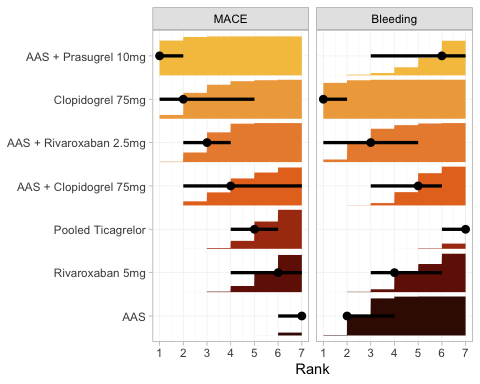 MACE Bleeding
AAS + Prasugrel 10mg
Clopidogrel 75mg
AAS + Rivaroxaban 2.5mg
AAS + Clopidogrel 75mg
Pooled Ticagrelor
Rivaroxaban 5mg
AAS
1 2 3 4 5 6 7 1 2 3 4 5 6 7
Rank